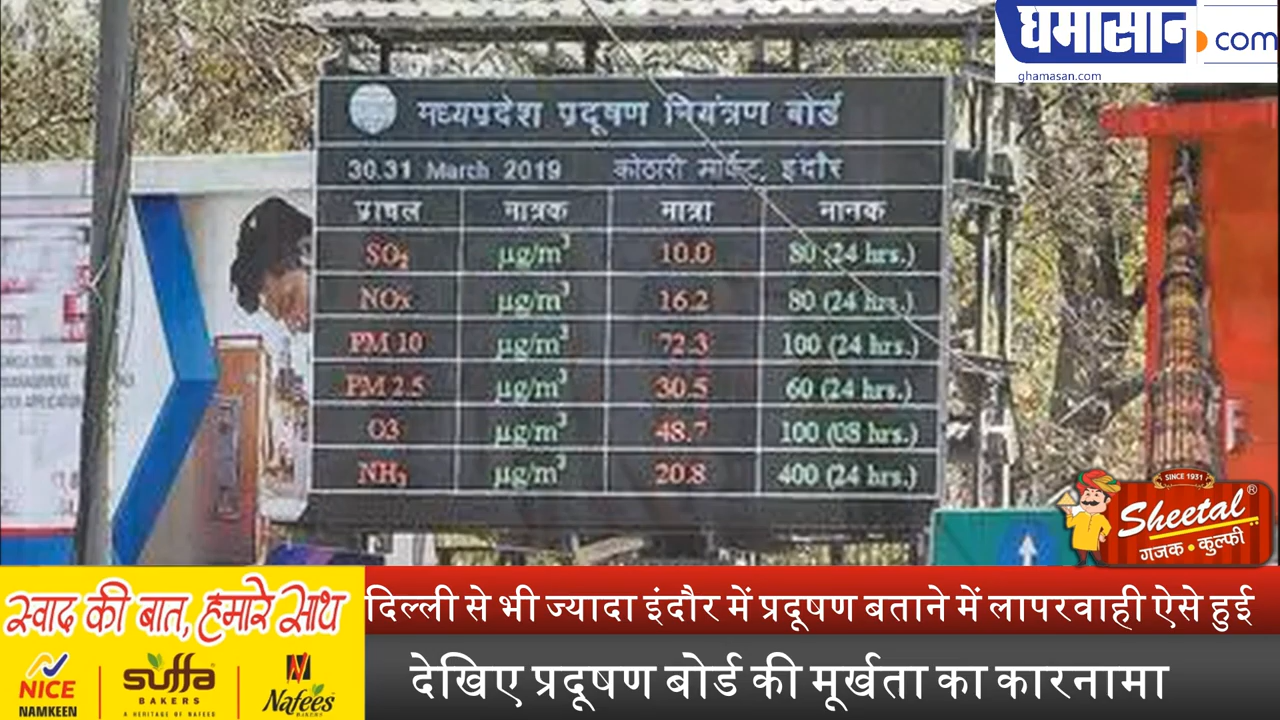 घमासान.com
ghamasan.com
मध्यप्रदेश प्रदूषण नियंत्रण बोर्ड
30.31 March 2019 कोठारी मार्केट, इंदौर
प्राचल मात्रक मात्रा मानक
SO₂ µg/m³ 10.0 80 (24 hrs.)
NOx µg/m³ 16.2 80 (24 hrs.)
PM 10 µg/m³ 72.3 100 (24 hrs.)
PM 2.5 µg/m³ 30.5 60 (24 hrs.)
O3 µg/m³ 48.7 100 (08 hrs.)
NH₃ µg/m³ 20.8 400 (24 hrs.)
SINCE 1931
Sheetal®
गजक • कुल्फी
स्वाद की बात, हमारे साथ
दिल्ली से भी ज्यादा इंदौर में प्रदूषण बताने में लापरवाही ऐसे हुई
देखिए प्रदूषण बोर्ड की मूर्खता का कारनामा
NICE
NAMKEEN
Suffa
BAKERS
A HERITAGE OF NAFEES
Nafees